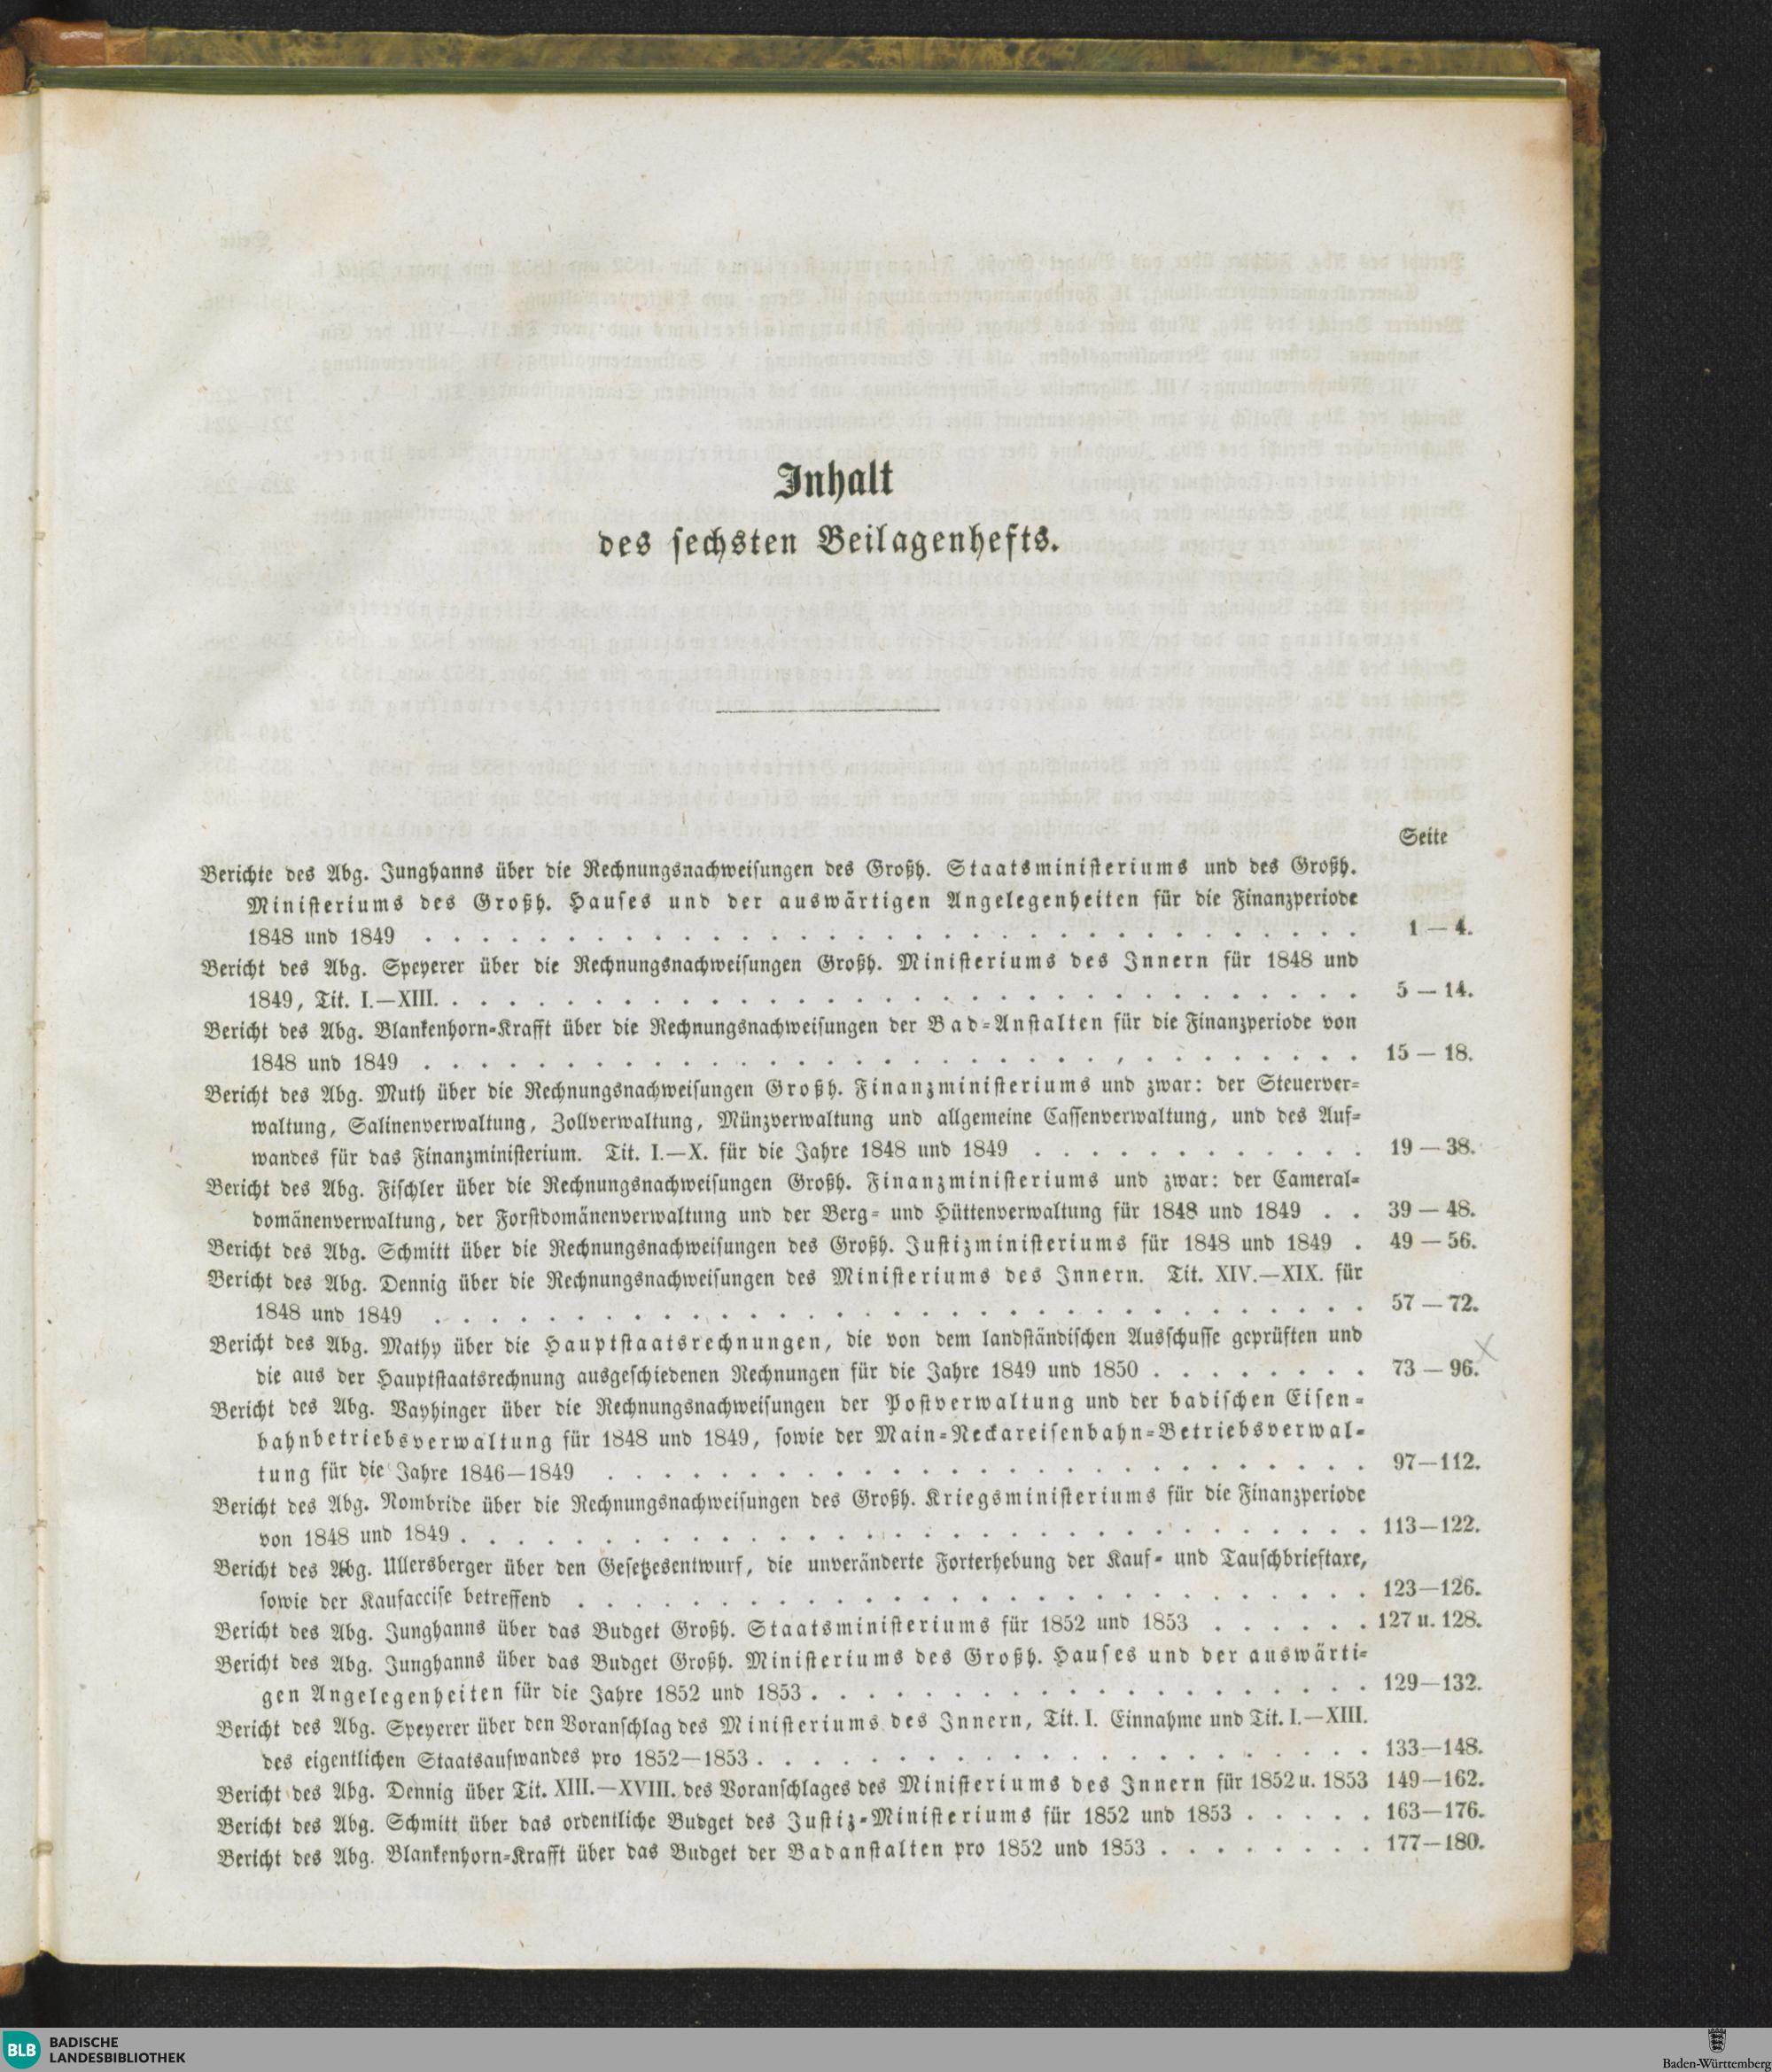 Inhalt
des sechsten Beilagenhefts.
Seite
Berichte des Abg. Junghanns über die Rechnungsnachweisungen des Großh. Staatsministeriums und des Großh.
Ministeriums des Großh. Hauses und der auswärtigen Angelegenheiten für die Finanzperiode
1848 und 1849 . . . . . . . . . . . . . . . . . . . . . . . . . . . . . . . . . 1 — 4.
Bericht des Abg. Speyerer über die Rechnungsnachweisungen Großh. Ministeriums des Innern für 1848 und
1849, Tit. I.—XIII. . . . . . . . . . . . . . . . . . . . . . . . . . . . . . . . . 5 — 14.
Bericht des Abg. Blankenhorn-Krafft über die Rechnungsnachweisungen der Bad-Anstalten für die Finanzperiode von
1848 und 1849 . . . . . . . . . . . . . . . . . . . . . . . . . . . . . . . . . 15 — 18.
Bericht des Abg. Muth über die Rechnungsnachweisungen Großh. Finanzministeriums und zwar: der Steuerver-
waltung, Salinenverwaltung, Zollverwaltung, Münzverwaltung und allgemeine Cassenverwaltung, und des Auf-
wandes für das Finanzministerium. Tit. I.—X. für die Jahre 1848 und 1849 . . . . . . . . . . . . 19 — 38.
Bericht des Abg. Fischler über die Rechnungsnachweisungen Großh. Finanzministeriums und zwar: der Cameral-
domänenverwaltung, der Forstdomänenverwaltung und der Berg- und Hüttenverwaltung für 1848 und 1849 . . 39 — 48.
Bericht des Abg. Schmitt über die Rechnungsnachweisungen des Großh. Justizministeriums für 1848 und 1849 . 49 — 56.
Bericht des Abg. Dennig über die Rechnungsnachweisungen des Ministeriums des Innern. Tit. XIV.—XIX. für
1848 und 1849 . . . . . . . . . . . . . . . . . . . . . . . . . . . . . . . . . 57 — 72.
Bericht des Abg. Mathy über die Hauptstaatsrechnungen, die von dem landständischen Ausschusse geprüften und
die aus der Hauptstaatsrechnung ausgeschiedenen Rechnungen für die Jahre 1849 und 1850 . . . . . . . . 73 — 96.
Bericht des Abg. Vayhinger über die Rechnungsnachweisungen der Postverwaltung und der badischen Eisen-
bahnbetriebsverwaltung für 1848 und 1849, sowie der Main-Neckareisenbahn-Betriebsverwal-
tung für die Jahre 1846—1849 . . . . . . . . . . . . . . . . . . . . . . . . . . . 97—112.
Bericht des Abg. Nombride über die Rechnungsnachweisungen des Großh. Kriegsministeriums für die Finanzperiode
von 1848 und 1849 . . . . . . . . . . . . . . . . . . . . . . . . . . . . . . . . 113—122.
Bericht des Abg. Ullersberger über den Gesetzesentwurf, die unveränderte Forterhebung der Kauf- und Tauschbrieftaxe,
sowie der Kaufaccise betreffend . . . . . . . . . . . . . . . . . . . . . . . . . . . . 123—126.
Bericht des Abg. Junghanns über das Budget Großh. Staatsministeriums für 1852 und 1853 . . . . . . 127 u. 128.
Bericht des Abg. Junghanns über das Budget Großh. Ministeriums des Großh. Hauses und der auswärti-
gen Angelegenheiten für die Jahre 1852 und 1853 . . . . . . . . . . . . . . . . . . . . 129—132.
Bericht des Abg. Speyerer über den Voranschlag des Ministeriums des Innern, Tit. I. Einnahme und Tit. I.—XIII.
des eigentlichen Staatsaufwandes pro 1852—1853 . . . . . . . . . . . . . . . . . . . . . . 133—148.
Bericht des Abg. Dennig über Tit. XIII.—XVIII. des Voranschlages des Ministeriums des Innern für 1852 u. 1853 149—162.
Bericht des Abg. Schmitt über das ordentliche Budget des Justiz-Ministeriums für 1852 und 1853 . . . . . 163—176.
Bericht des Abg. Blankenhorn-Krafft über das Budget der Badanstalten pro 1852 und 1853 . . . . . . . . 177—180.
BLB BADISCHE
LANDESBIBLIOTHEK
Baden-Württemberg